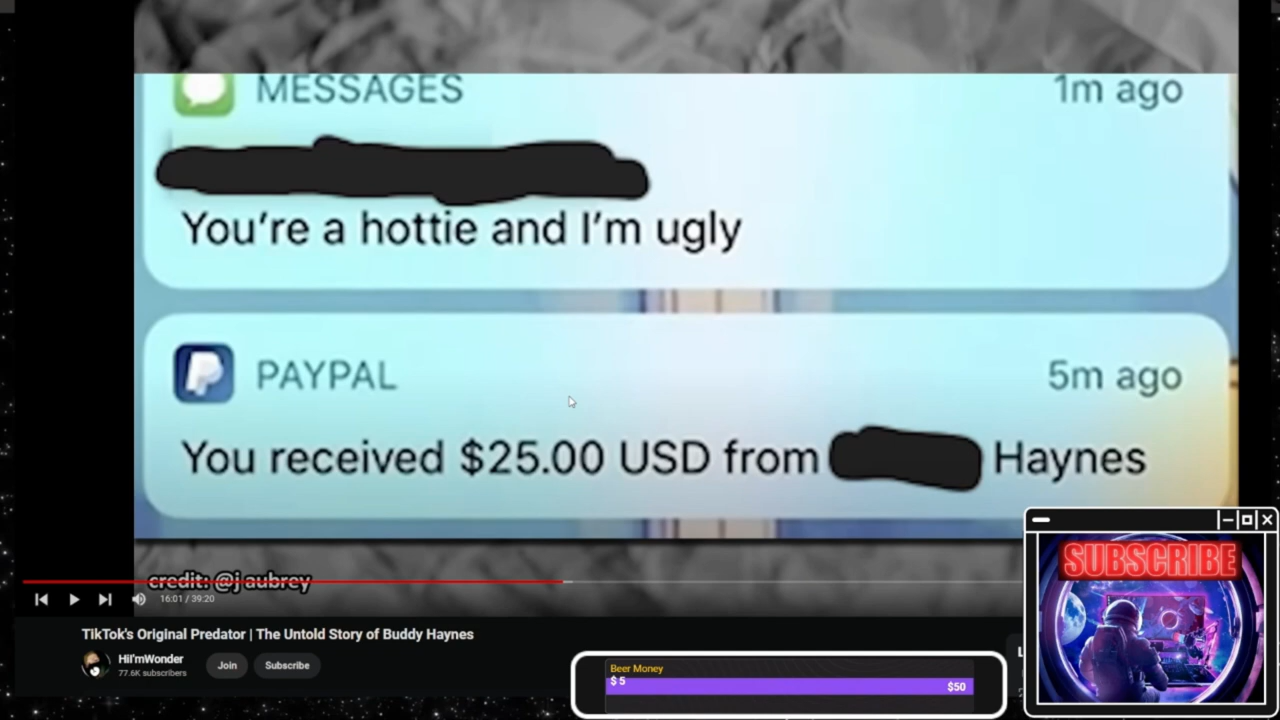 MESSAGES
1m ago
You're a hottie and I'm ugly
PAYPAL
5m ago
You received $25.00 USD from Haynes
credit: @j aubrey
16:01 / 39:20
TikTok's Original Predator | The Untold Story of Buddy Haynes
HiI'mWonder
77.6K subscribers
Join
Subscribe
Beer Money
$ 5
$50
SUBSCRIBE